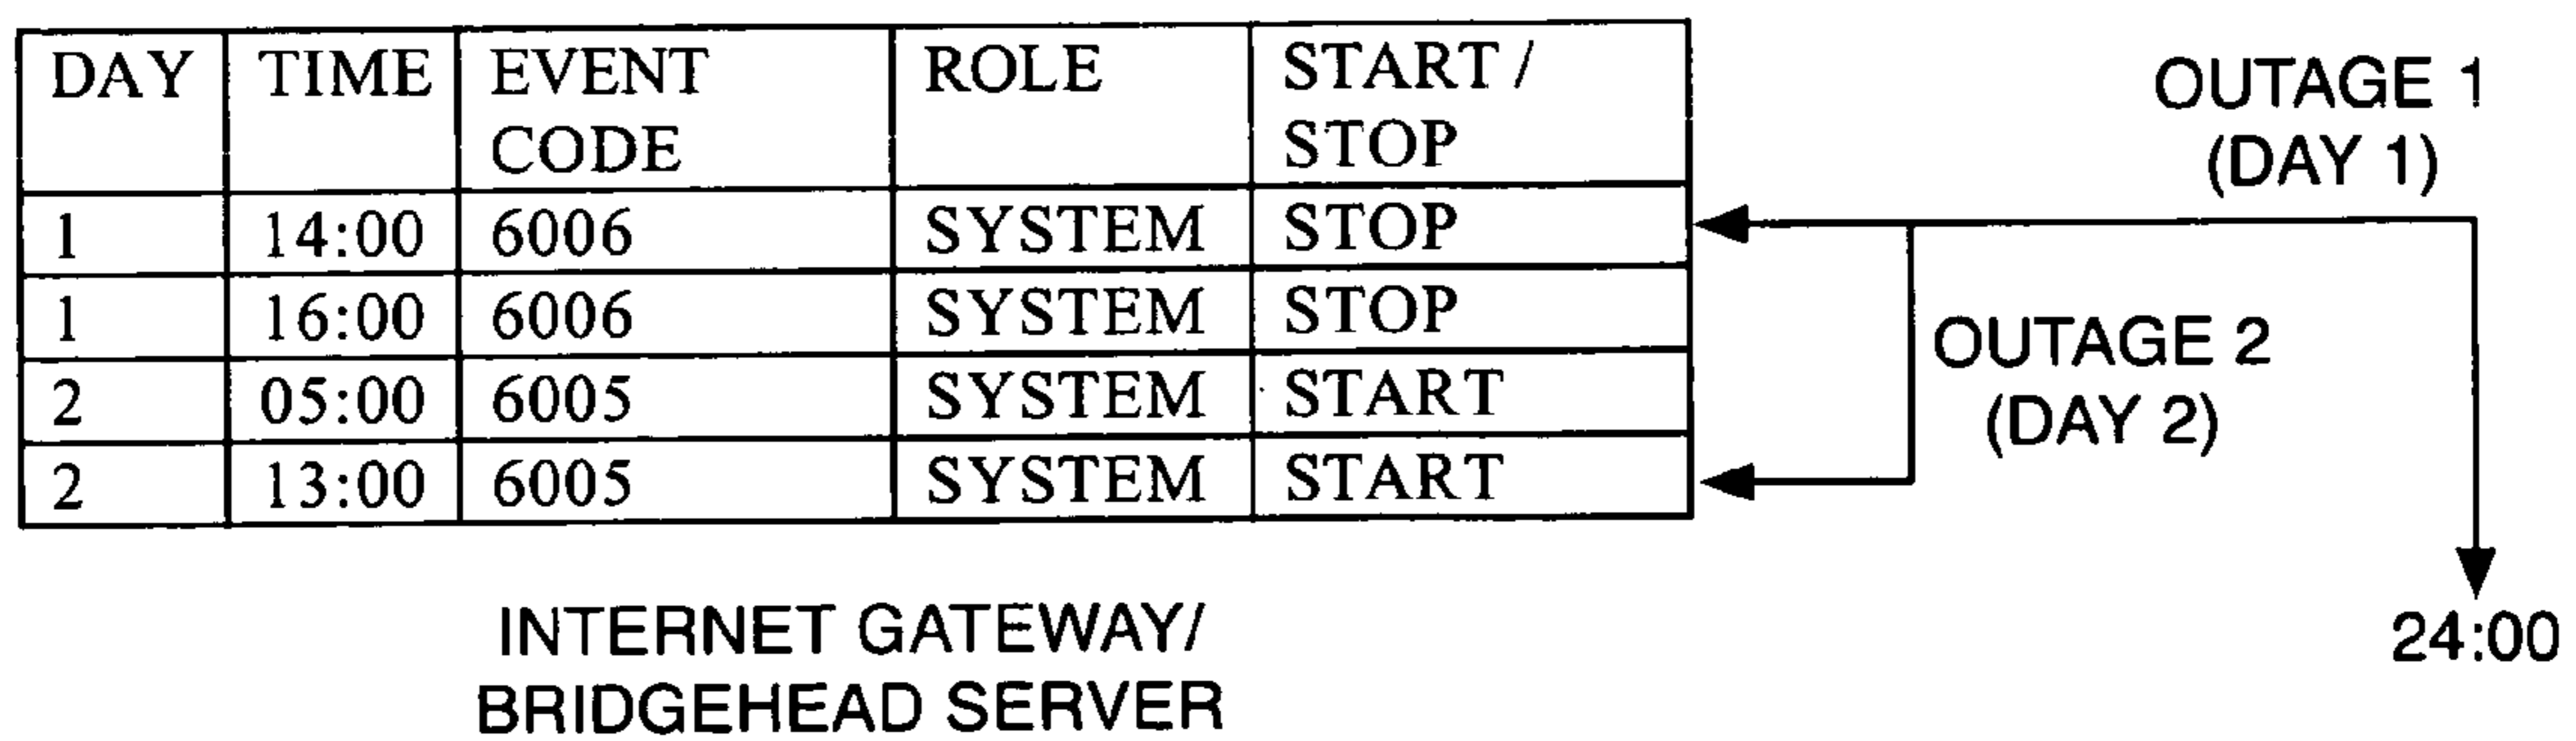 DAY TIME EVENT CODE ROLE START / STOP
1 14:00 6006 SYSTEM STOP
1 16:00 6006 SYSTEM STOP
2 05:00 6005 SYSTEM START
2 13:00 6005 SYSTEM START
OUTAGE 1
(DAY 1)
OUTAGE 2
(DAY 2)
24:00
INTERNET GATEWAY/
BRIDGEHEAD SERVER